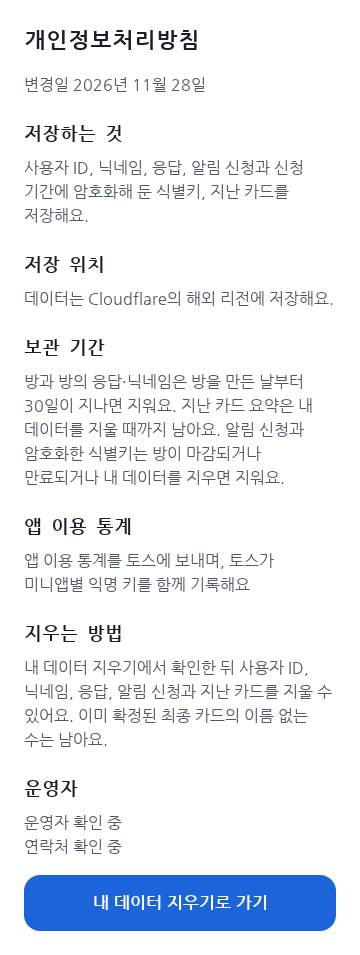 개인정보처리방침
변경일 2026년 11월 28일
저장하는 것
사용자 ID, 닉네임, 응답, 알림 신청과 신청
기간에 암호화해 둔 식별키, 지난 카드를
저장해요.
저장 위치
데이터는 Cloudflare의 해외 리전에 저장해요.
보관 기간
방과 방의 응답·닉네임은 방을 만든 날부터
30일이 지나면 지워요. 지난 카드 요약은 내
데이터를 지울 때까지 남아요. 알림 신청과
암호화한 식별키는 방이 마감되거나
만료되거나 내 데이터를 지우면 지워요.
앱 이용 통계
앱 이용 통계를 토스에 보내며, 토스가
미니앱별 익명 키를 함께 기록해요
지우는 방법
내 데이터 지우기에서 확인한 뒤 사용자 ID,
닉네임, 응답, 알림 신청과 지난 카드를 지울 수
있어요. 이미 확정된 최종 카드의 이름 없는
수는 남아요.
운영자
운영자 확인 중
연락처 확인 중
내 데이터 지우기로 가기